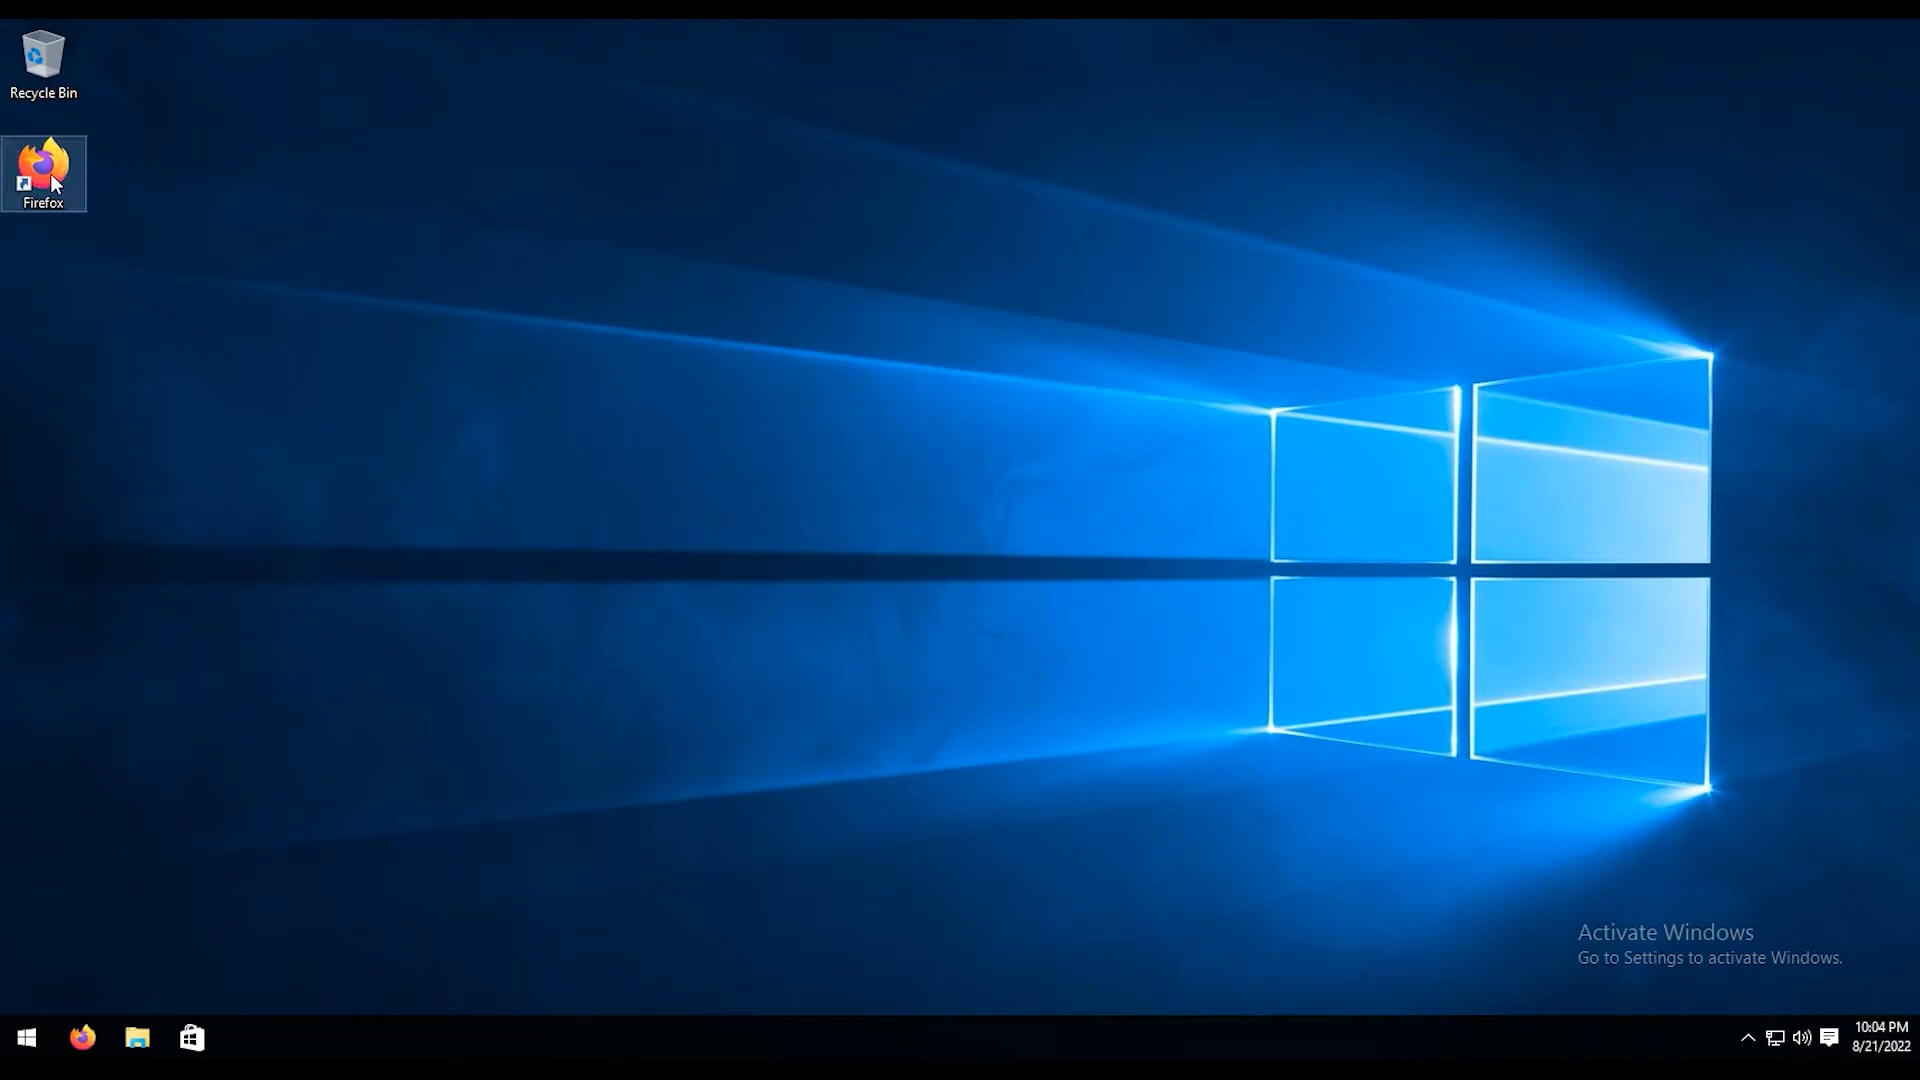 Recycle Bin
Firefox
Activate Windows
Go to Settings to activate Windows.
10:04 PM
8/21/2022